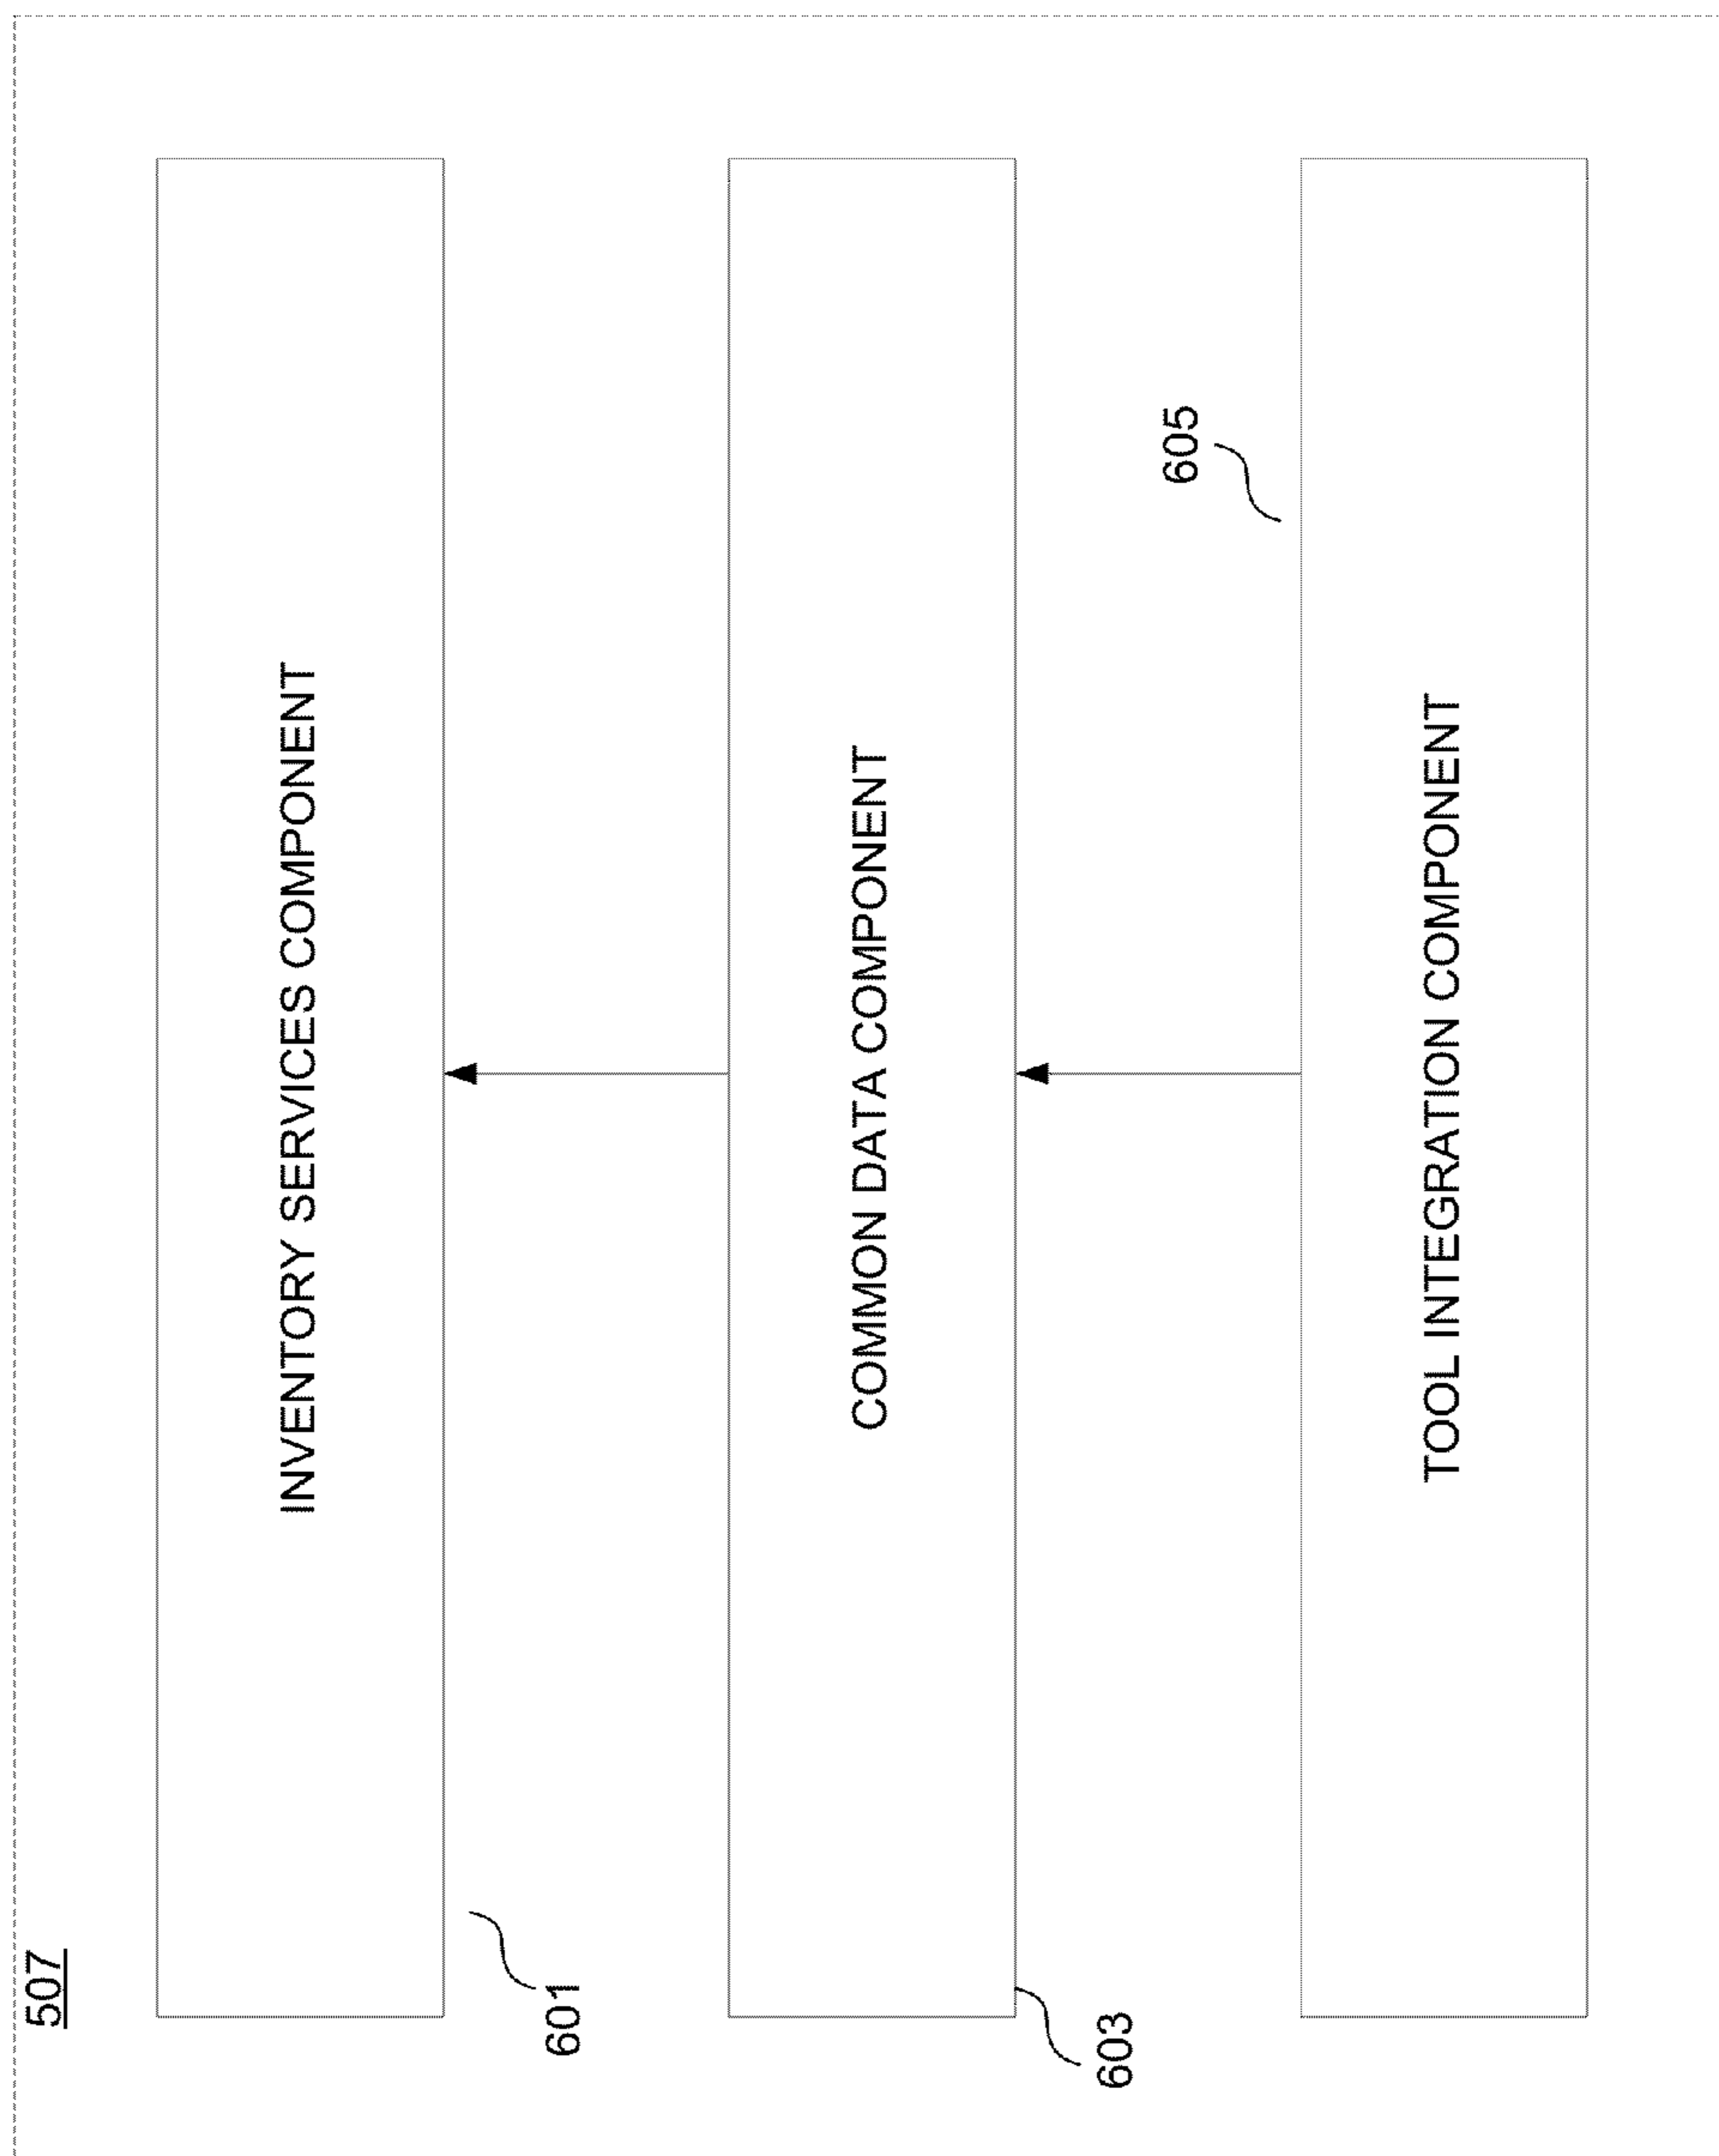 507
INVENTORY SERVICES COMPONENT
601
COMMON DATA COMPONENT
603
605
TOOL INTEGRATION COMPONENT